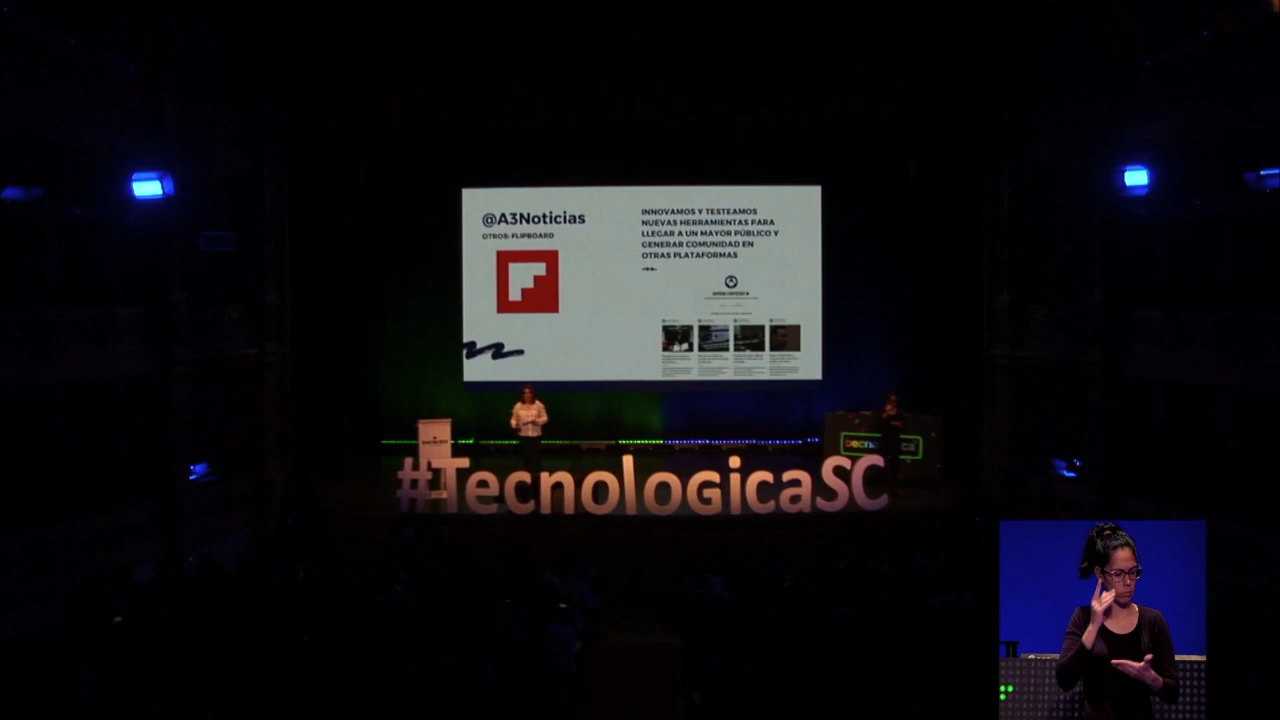 @A3Noticias
OTROS: FLIPBOARD
INNOVAMOS Y TESTEAMOS
NUEVAS HERRAMIENTAS PARA
LLEGAR A UN MAYOR PÚBLICO Y
GENERAR COMUNIDAD EN
OTRAS PLATAFORMAS
#TecnologicaSC